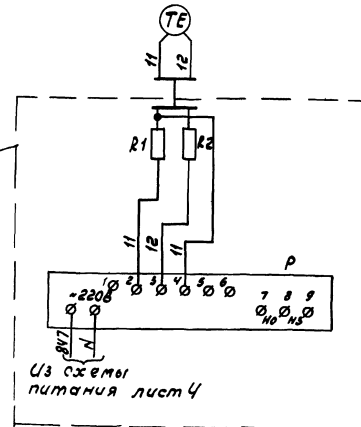 TE
11 12
R1 R2
11 12 11
P
1 2 3 4 5 6
~220В
7 8 9
НО НЗ
847 N
Из схемы
питания лист 4